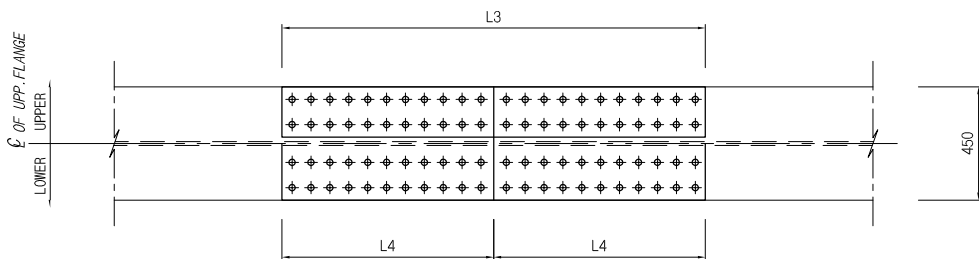 L3
℄ OF UPP.FLANGE
UPPER
LOWER
450
L4
L4